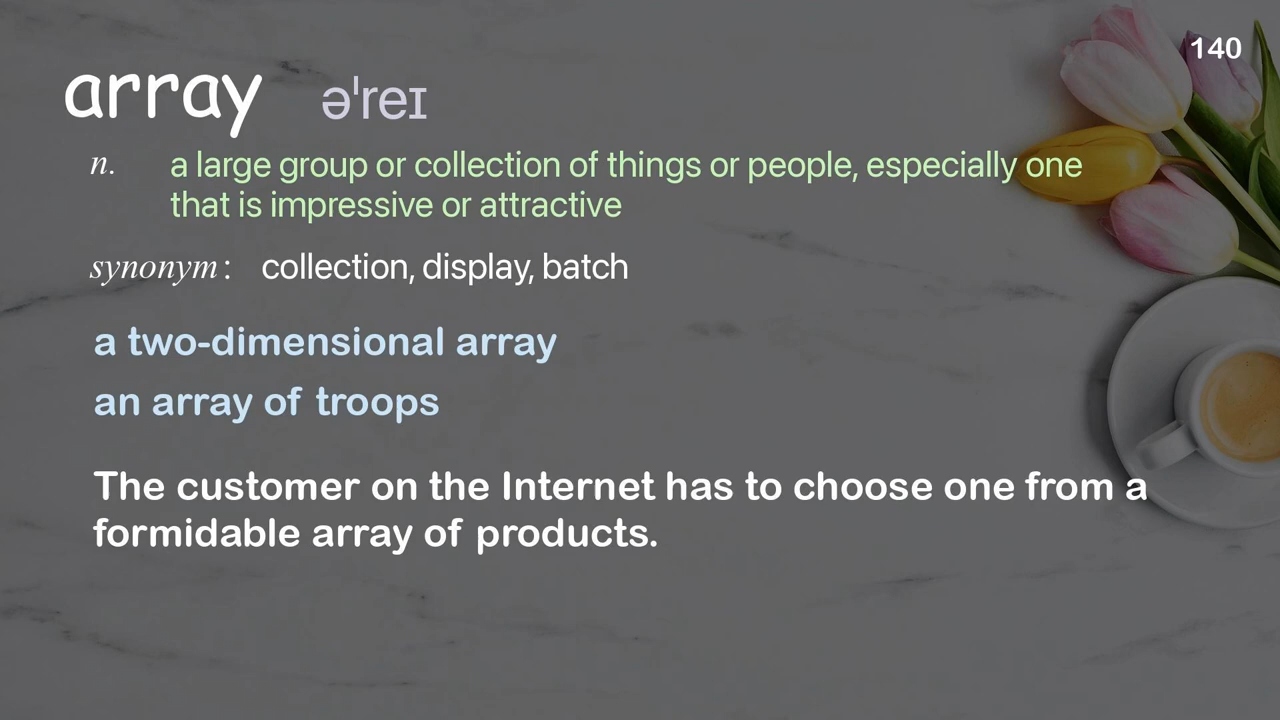 140
array ə'reɪ
n. a large group or collection of things or people, especially one
that is impressive or attractive
synonym: collection, display, batch
a two-dimensional array
an array of troops
The customer on the Internet has to choose one from a
formidable array of products.